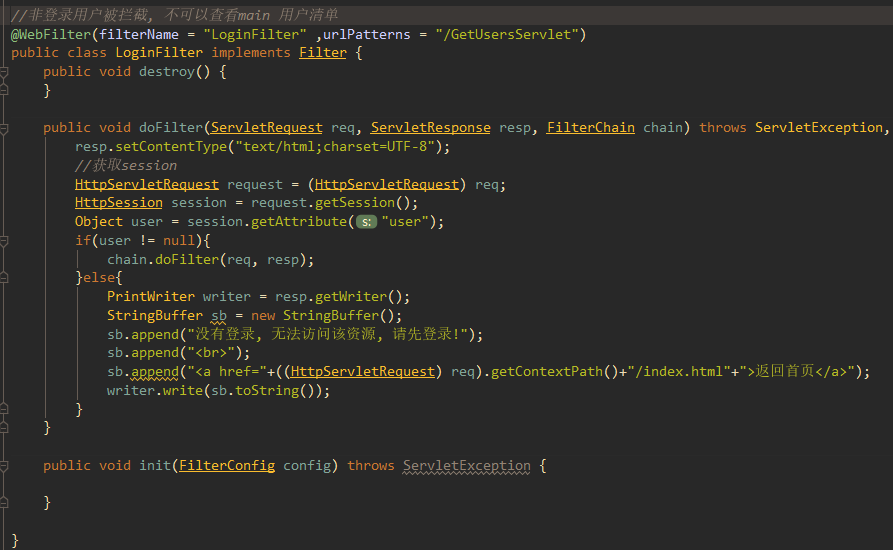 //非登录用户被拦截, 不可以查看main 用户清单
@WebFilter(filterName = "LoginFilter" ,urlPatterns = "/GetUsersServlet")
public class LoginFilter implements Filter {
    public void destroy() {
    }
    public void doFilter(ServletRequest req, ServletResponse resp, FilterChain chain) throws ServletException,
        resp.setContentType("text/html;charset=UTF-8");
        //获取session
        HttpServletRequest request = (HttpServletRequest) req;
        HttpSession session = request.getSession();
        Object user = session.getAttribute( s: "user");
        if(user != null){
            chain.doFilter(req, resp);
        }else{
            PrintWriter writer = resp.getWriter();
            StringBuffer sb = new StringBuffer();
            sb.append("没有登录, 无法访问该资源, 请先登录!");
            sb.append("<br>");
            sb.append("<a href="+((HttpServletRequest) req).getContextPath()+"/index.html"+">返回首页</a>");
            writer.write(sb.toString());
        }
    }
    public void init(FilterConfig config) throws ServletException {
    }
}